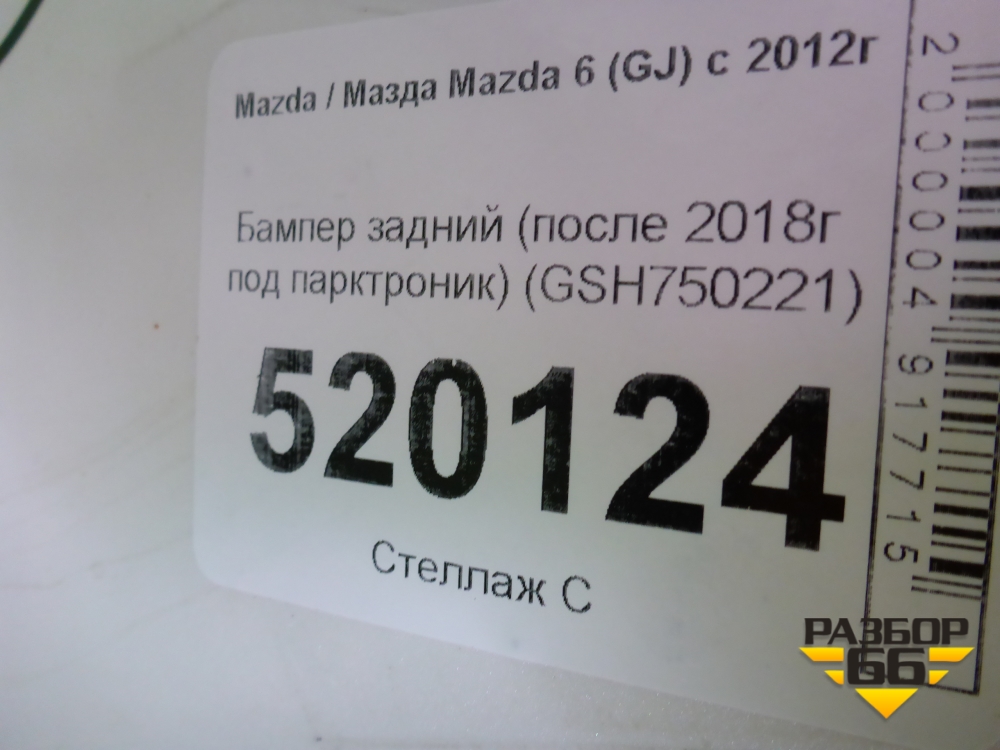 Mazda / Мазда Mazda 6 (GJ) с 2012г
Бампер задний (после 2018г
под парктроник) (GSH750221)
520124
Стеллаж С
2000004917715
РАЗБОР
66